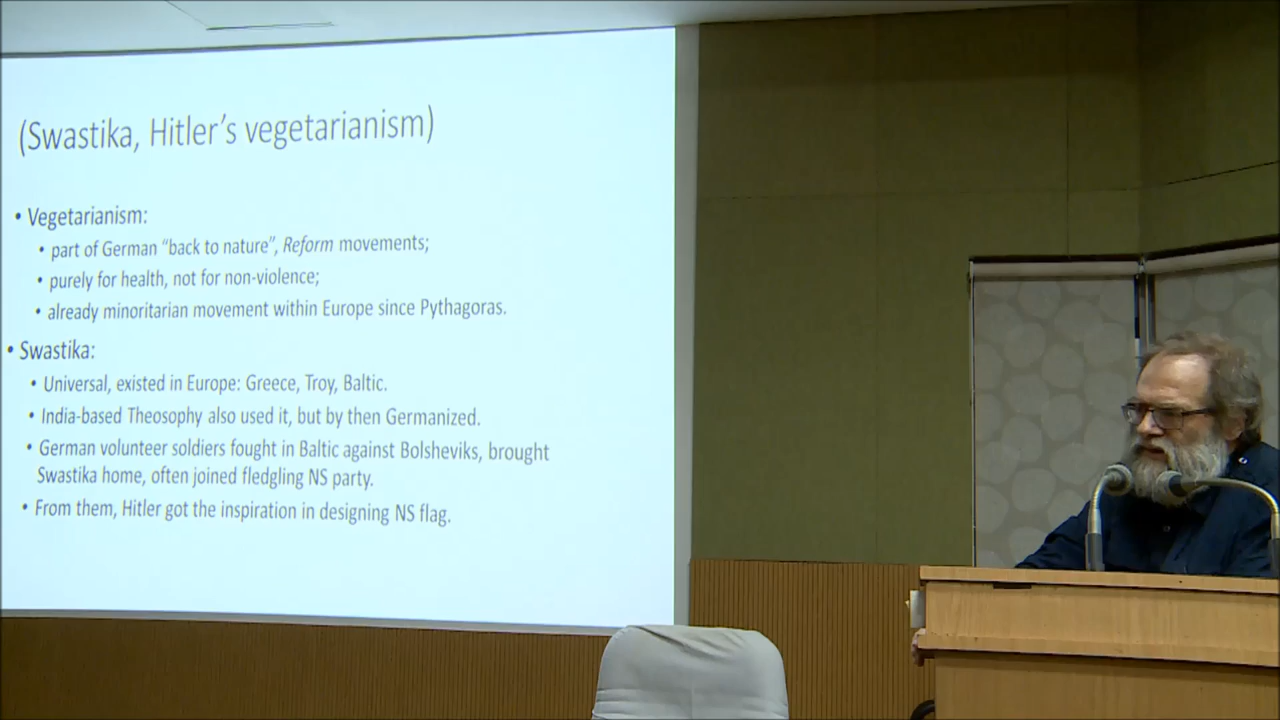 (Swastika, Hitler's vegetarianism)
• Vegetarianism:
• part of German “back to nature”, Reform movements;
• purely for health, not for non-violence;
• already minoritarian movement within Europe since Pythagoras.
• Swastika:
• Universal, existed in Europe: Greece, Troy, Baltic.
• India-based Theosophy also used it, but by then Germanized.
• German volunteer soldiers fought in Baltic against Bolsheviks, brought
Swastika home, often joined fledgling NS party.
• From them, Hitler got the inspiration in designing NS flag.